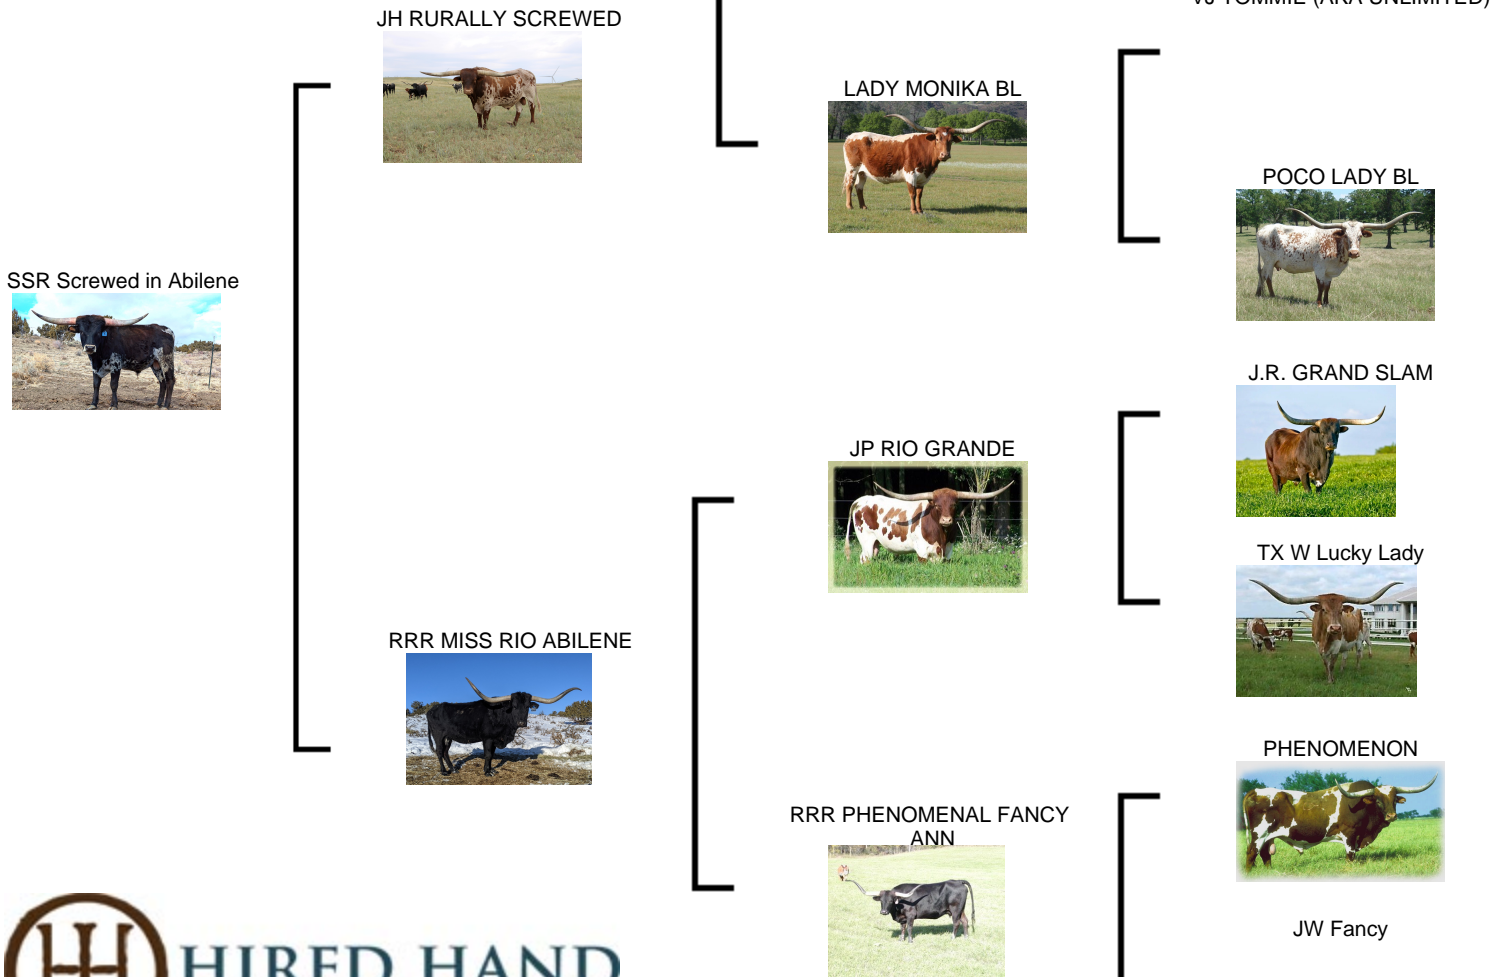 JH RURALLY SCREWED
LADY MONIKA BL
POCO LADY BL
SSR Screwed in Abilene
J.R. GRAND SLAM
JP RIO GRANDE
TX W Lucky Lady
RRR MISS RIO ABILENE
PHENOMENON
RRR PHENOMENAL FANCY
ANN
JW Fancy
HIRED HAND